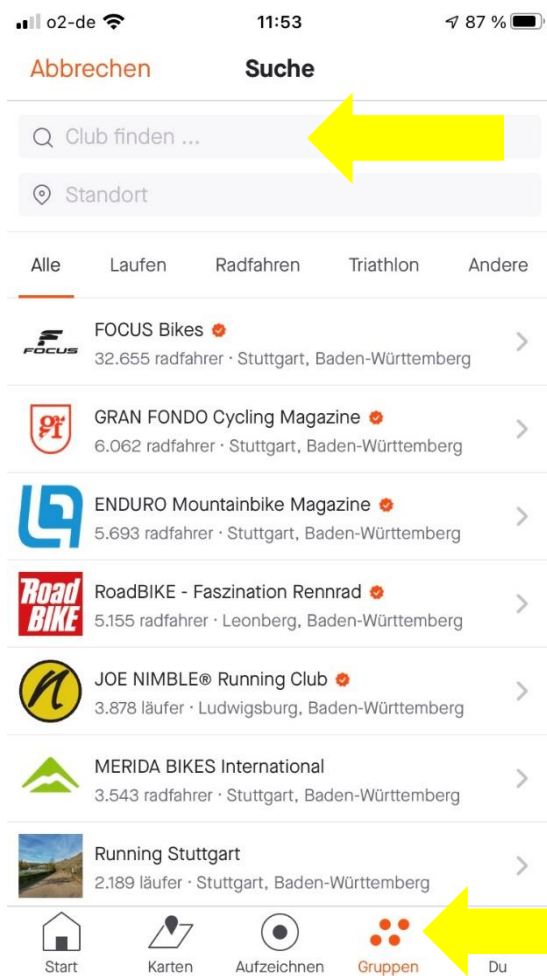 o2-de 11:53 87 %
Abbrechen Suche
Club finden ...
Standort
Alle Laufen Radfahren Triathlon Andere
FOCUS
FOCUS Bikes
32.655 radfahrer · Stuttgart, Baden-Württemberg
gf
GRAN FONDO Cycling Magazine
6.062 radfahrer · Stuttgart, Baden-Württemberg
ENDURO Mountainbike Magazine
5.693 radfahrer · Stuttgart, Baden-Württemberg
Road
BIKE
RoadBIKE - Faszination Rennrad
5.155 radfahrer · Leonberg, Baden-Württemberg
n
JOE NIMBLE® Running Club
3.878 läufer · Ludwigsburg, Baden-Württemberg
MERIDA BIKES International
3.543 radfahrer · Stuttgart, Baden-Württemberg
Running Stuttgart
2.189 läufer · Stuttgart, Baden-Württemberg
Start Karten Aufzeichnen Gruppen Du